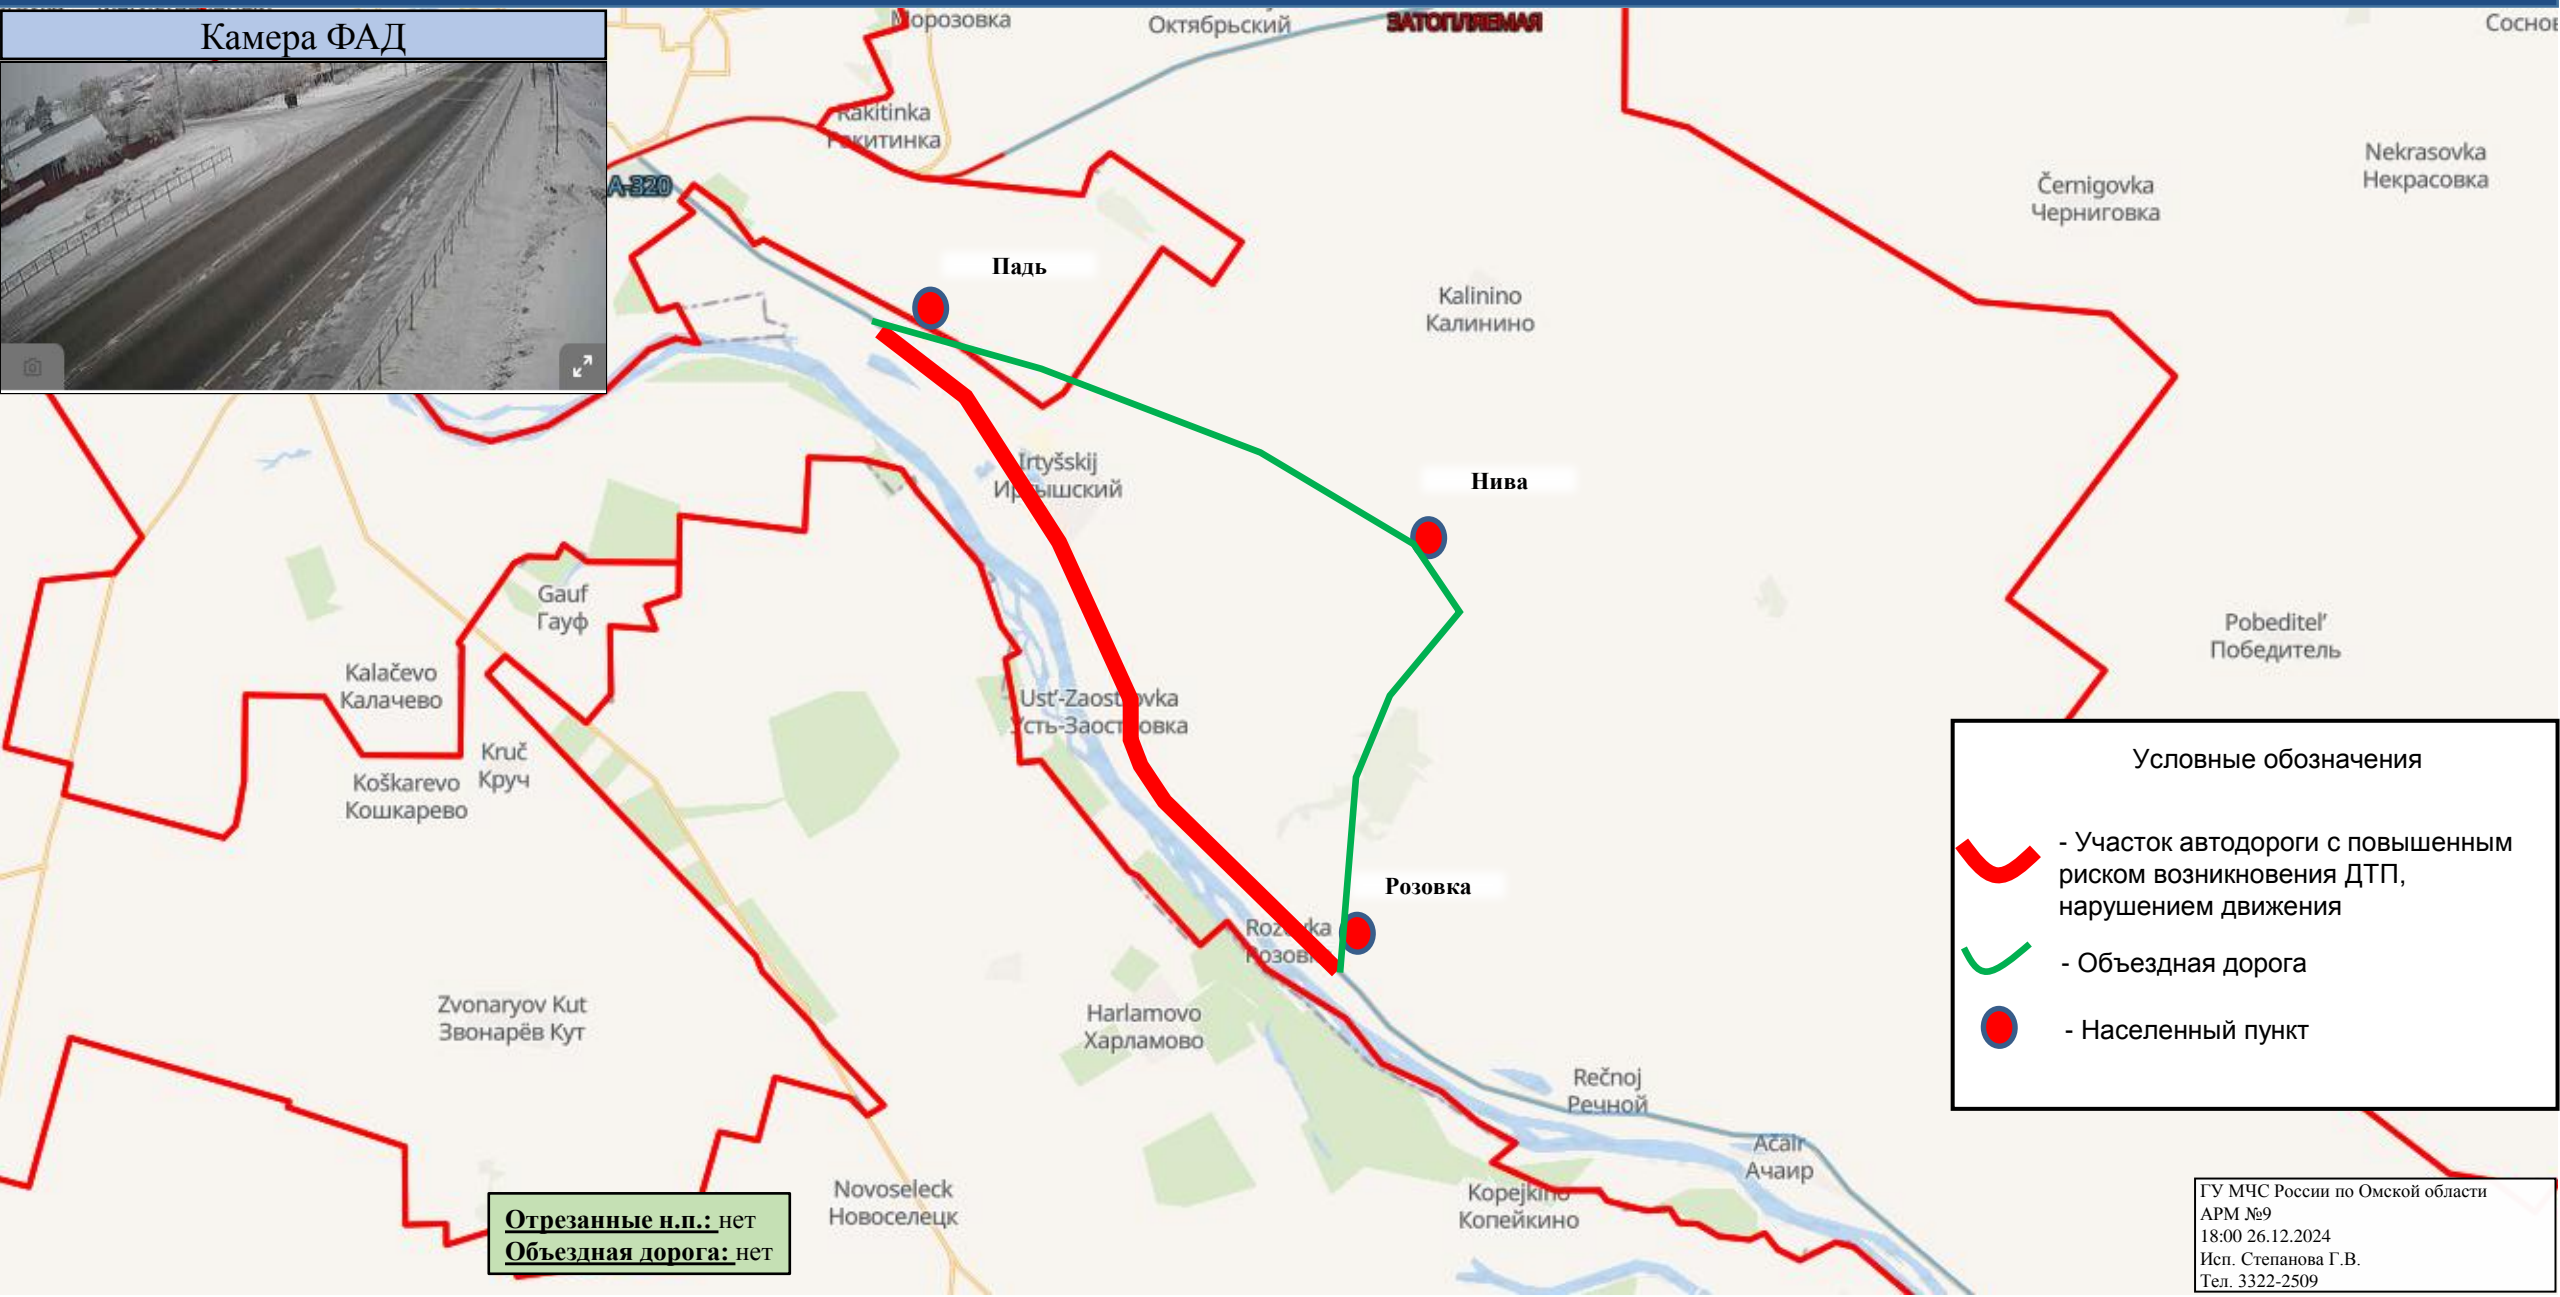 Камера ФАД
Морозовка
Октябрьский
ЗАТОПЛЯЕМАЯ
Rakitinka
Ракитинка
А-320
Падь
Nekrasovka
Некрасовка
Černigovka
Черниговка
Kalinino
Калинино
Irtyšskij
Иртышский
Нива
Gauf
Гауф
Pobeditel'
Победитель
Kalačevo
Калачево
Ust'-Zaostrovka
Усть-Заостровка
Kruč
Круч
Koškarevo
Кошкарево
Условные обозначения
- Участок автодороги с повышенным
риском возникновения ДТП,
нарушением движения
- Объездная дорога
- Населенный пункт
Розовка
Rozovka
Розовка
Zvonaryov Kut
Звонарёв Кут
Harlamovo
Харламово
Rečnoj
Речной
Ačair
Ачаир
Novoseleck
Новоселецк
Kopejkino
Копейкино
Отрезанные н.п.: нет
Объездная дорога: нет
ГУ МЧС России по Омской области
АРМ №9
18:00 26.12.2024
Исп. Степанова Г.В.
Тел. 3322-2509